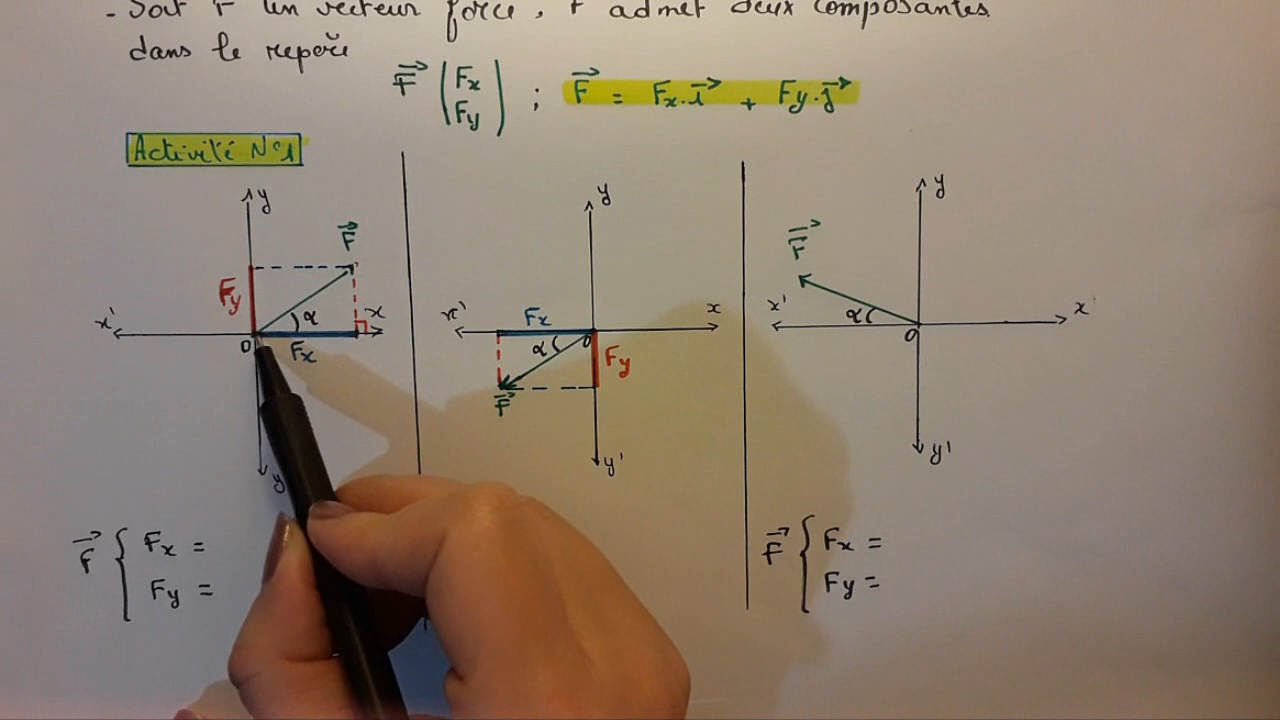 - Soit F un vecteur force, F admet deux composantes
dans le repère
F (Fx
Fy) ; F = Fx.i + Fy.j
Activité N°1
y
F
Fy
α
x'
x
O
Fx
y
y
x'
x
Fx
α
O
Fy
F
y'
y
F
x'
α
x
O
y'
F { Fx =
Fy =
F { Fx =
Fy =